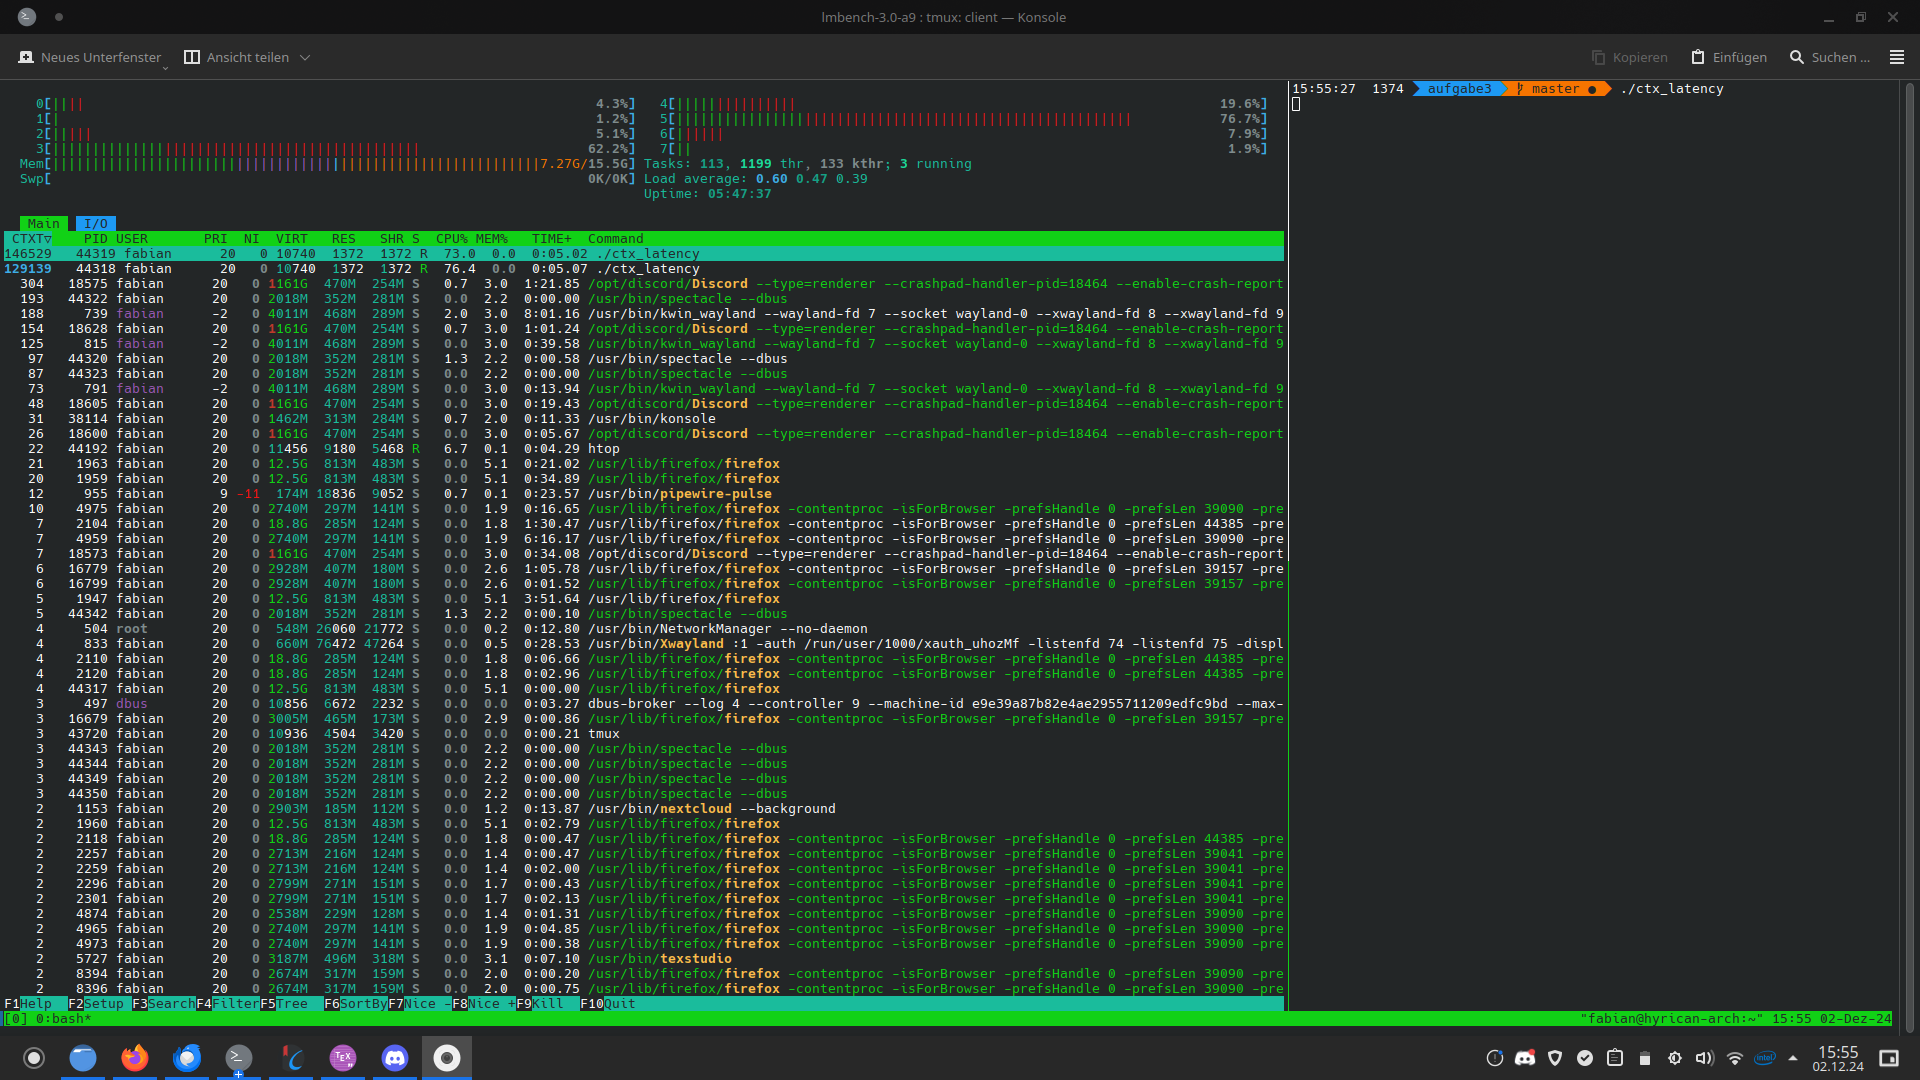 lmbench-3.0-a9 : tmux: client — Konsole
Neues Unterfenster Ansicht teilen Kopieren Einfügen Suchen ...
0[|||| 4.3%] 4[||||||||||||||| 19.6%]
1[| 1.2%] 5[||||||||||||||||||||||||||||||||||||||||||||||||||||||||| 76.7%]
2[||||| 5.1%] 6[|||||| 7.9%]
3[|||||||||||||||||||||||||||||||||||||||||||||| 62.2%] 7[|| 1.9%]
Mem[|||||||||||||||||||||||||||||||||||||||||||||||||||||||||||||7.27G/15.5G] Tasks: 113, 1199 thr, 133 kthr; 3 running
Swp[ 0K/0K] Load average: 0.60 0.47 0.39
Uptime: 05:47:37
Main I/O
CTXT▽ PID USER PRI NI VIRT RES SHR S CPU% MEM% TIME+ Command
146529 44319 fabian 20 0 10740 1372 1372 R 73.0 0.0 0:05.02 ./ctx_latency
129139 44318 fabian 20 0 10740 1372 1372 R 76.4 0.0 0:05.07 ./ctx_latency
304 18575 fabian 20 0 1161G 470M 254M S 0.7 3.0 1:21.85 /opt/discord/Discord --type=renderer --crashpad-handler-pid=18464 --enable-crash-report
193 44322 fabian 20 0 2018M 352M 281M S 0.0 2.2 0:00.00 /usr/bin/spectacle --dbus
188 739 fabian -2 0 4011M 468M 289M S 2.0 3.0 8:01.16 /usr/bin/kwin_wayland --wayland-fd 7 --socket wayland-0 --xwayland-fd 8 --xwayland-fd 9
154 18628 fabian 20 0 1161G 470M 254M S 0.7 3.0 1:01.24 /opt/discord/Discord --type=renderer --crashpad-handler-pid=18464 --enable-crash-report
125 815 fabian -2 0 4011M 468M 289M S 0.0 3.0 0:39.58 /usr/bin/kwin_wayland --wayland-fd 7 --socket wayland-0 --xwayland-fd 8 --xwayland-fd 9
97 44320 fabian 20 0 2018M 352M 281M S 1.3 2.2 0:00.58 /usr/bin/spectacle --dbus
87 44323 fabian 20 0 2018M 352M 281M S 0.0 2.2 0:00.00 /usr/bin/spectacle --dbus
73 791 fabian -2 0 4011M 468M 289M S 0.0 3.0 0:13.94 /usr/bin/kwin_wayland --wayland-fd 7 --socket wayland-0 --xwayland-fd 8 --xwayland-fd 9
48 18605 fabian 20 0 1161G 470M 254M S 0.0 3.0 0:19.43 /opt/discord/Discord --type=renderer --crashpad-handler-pid=18464 --enable-crash-report
31 38114 fabian 20 0 1462M 313M 284M S 0.7 2.0 0:11.33 /usr/bin/konsole
26 18600 fabian 20 0 1161G 470M 254M S 0.0 3.0 0:05.67 /opt/discord/Discord --type=renderer --crashpad-handler-pid=18464 --enable-crash-report
22 44192 fabian 20 0 11456 9180 5468 R 6.7 0.1 0:04.29 htop
21 1963 fabian 20 0 12.5G 813M 483M S 0.0 5.1 0:21.02 /usr/lib/firefox/firefox
20 1959 fabian 20 0 12.5G 813M 483M S 0.0 5.1 0:34.89 /usr/lib/firefox/firefox
12 955 fabian 9 -11 174M 18836 9052 S 0.7 0.1 0:23.57 /usr/bin/pipewire-pulse
10 4975 fabian 20 0 2740M 297M 141M S 0.0 1.9 0:16.65 /usr/lib/firefox/firefox -contentproc -isForBrowser -prefsHandle 0 -prefsLen 39090 -pre
7 2104 fabian 20 0 18.8G 285M 124M S 0.0 1.8 1:30.47 /usr/lib/firefox/firefox -contentproc -isForBrowser -prefsHandle 0 -prefsLen 44385 -pre
7 4959 fabian 20 0 2740M 297M 141M S 0.0 1.9 6:16.17 /usr/lib/firefox/firefox -contentproc -isForBrowser -prefsHandle 0 -prefsLen 39090 -pre
7 18573 fabian 20 0 1161G 470M 254M S 0.0 3.0 0:34.08 /opt/discord/Discord --type=renderer --crashpad-handler-pid=18464 --enable-crash-report
6 16779 fabian 20 0 2928M 407M 180M S 0.0 2.6 1:05.78 /usr/lib/firefox/firefox -contentproc -isForBrowser -prefsHandle 0 -prefsLen 39157 -pre
6 16799 fabian 20 0 2928M 407M 180M S 0.0 2.6 0:01.52 /usr/lib/firefox/firefox -contentproc -isForBrowser -prefsHandle 0 -prefsLen 39157 -pre
5 1947 fabian 20 0 12.5G 813M 483M S 0.0 5.1 3:51.64 /usr/lib/firefox/firefox
5 44342 fabian 20 0 2018M 352M 281M S 1.3 2.2 0:00.10 /usr/bin/spectacle --dbus
4 504 root 20 0 548M 26060 21772 S 0.0 0.2 0:12.80 /usr/bin/NetworkManager --no-daemon
4 833 fabian 20 0 660M 76472 47264 S 0.0 0.5 0:28.53 /usr/bin/Xwayland :1 -auth /run/user/1000/xauth_uhozMf -listenfd 74 -listenfd 75 -displ
4 2110 fabian 20 0 18.8G 285M 124M S 0.0 1.8 0:06.66 /usr/lib/firefox/firefox -contentproc -isForBrowser -prefsHandle 0 -prefsLen 44385 -pre
4 2120 fabian 20 0 18.8G 285M 124M S 0.0 1.8 0:02.96 /usr/lib/firefox/firefox -contentproc -isForBrowser -prefsHandle 0 -prefsLen 44385 -pre
4 44317 fabian 20 0 12.5G 813M 483M S 0.0 5.1 0:00.00 /usr/lib/firefox/firefox
3 497 dbus 20 0 10856 6672 2232 S 0.0 0.0 0:03.27 dbus-broker --log 4 --controller 9 --machine-id e9e39a87b82e4ae2955711209edfc9bd --max-
3 16679 fabian 20 0 3005M 465M 173M S 0.0 2.9 0:00.86 /usr/lib/firefox/firefox -contentproc -isForBrowser -prefsHandle 0 -prefsLen 39157 -pre
3 43720 fabian 20 0 10936 4504 3420 S 0.0 0.0 0:00.21 tmux
3 44343 fabian 20 0 2018M 352M 281M S 0.0 2.2 0:00.00 /usr/bin/spectacle --dbus
3 44344 fabian 20 0 2018M 352M 281M S 0.0 2.2 0:00.00 /usr/bin/spectacle --dbus
3 44349 fabian 20 0 2018M 352M 281M S 0.0 2.2 0:00.00 /usr/bin/spectacle --dbus
3 44350 fabian 20 0 2018M 352M 281M S 0.0 2.2 0:00.00 /usr/bin/spectacle --dbus
2 1153 fabian 20 0 2903M 185M 112M S 0.0 1.2 0:13.87 /usr/bin/nextcloud --background
2 1960 fabian 20 0 12.5G 813M 483M S 0.0 5.1 0:02.79 /usr/lib/firefox/firefox
2 2118 fabian 20 0 18.8G 285M 124M S 0.0 1.8 0:00.47 /usr/lib/firefox/firefox -contentproc -isForBrowser -prefsHandle 0 -prefsLen 44385 -pre
2 2257 fabian 20 0 2713M 216M 124M S 0.0 1.4 0:00.47 /usr/lib/firefox/firefox -contentproc -isForBrowser -prefsHandle 0 -prefsLen 39041 -pre
2 2259 fabian 20 0 2713M 216M 124M S 0.0 1.4 0:02.00 /usr/lib/firefox/firefox -contentproc -isForBrowser -prefsHandle 0 -prefsLen 39041 -pre
2 2296 fabian 20 0 2799M 271M 151M S 0.0 1.7 0:00.43 /usr/lib/firefox/firefox -contentproc -isForBrowser -prefsHandle 0 -prefsLen 39041 -pre
2 2301 fabian 20 0 2799M 271M 151M S 0.0 1.7 0:02.13 /usr/lib/firefox/firefox -contentproc -isForBrowser -prefsHandle 0 -prefsLen 39041 -pre
2 4874 fabian 20 0 2538M 229M 128M S 0.0 1.4 0:01.31 /usr/lib/firefox/firefox -contentproc -isForBrowser -prefsHandle 0 -prefsLen 39090 -pre
2 4965 fabian 20 0 2740M 297M 141M S 0.0 1.9 0:04.85 /usr/lib/firefox/firefox -contentproc -isForBrowser -prefsHandle 0 -prefsLen 39090 -pre
2 4973 fabian 20 0 2740M 297M 141M S 0.0 1.9 0:00.38 /usr/lib/firefox/firefox -contentproc -isForBrowser -prefsHandle 0 -prefsLen 39090 -pre
2 5727 fabian 20 0 3187M 496M 318M S 0.0 3.1 0:07.10 /usr/bin/texstudio
2 8394 fabian 20 0 2674M 317M 159M S 0.0 2.0 0:00.20 /usr/lib/firefox/firefox -contentproc -isForBrowser -prefsHandle 0 -prefsLen 39090 -pre
2 8396 fabian 20 0 2674M 317M 159M S 0.0 2.0 0:00.75 /usr/lib/firefox/firefox -contentproc -isForBrowser -prefsHandle 0 -prefsLen 39090 -pre
F1Help F2Setup F3SearchF4FilterF5Tree F6SortByF7Nice -F8Nice +F9Kill F10Quit
15:55:27 1374 aufgabe3 master ● ./ctx_latency
[0] 0:bash* "fabian@hyrican-arch:~" 15:55 02-Dez-24
TEX
intel
15:55
02.12.24